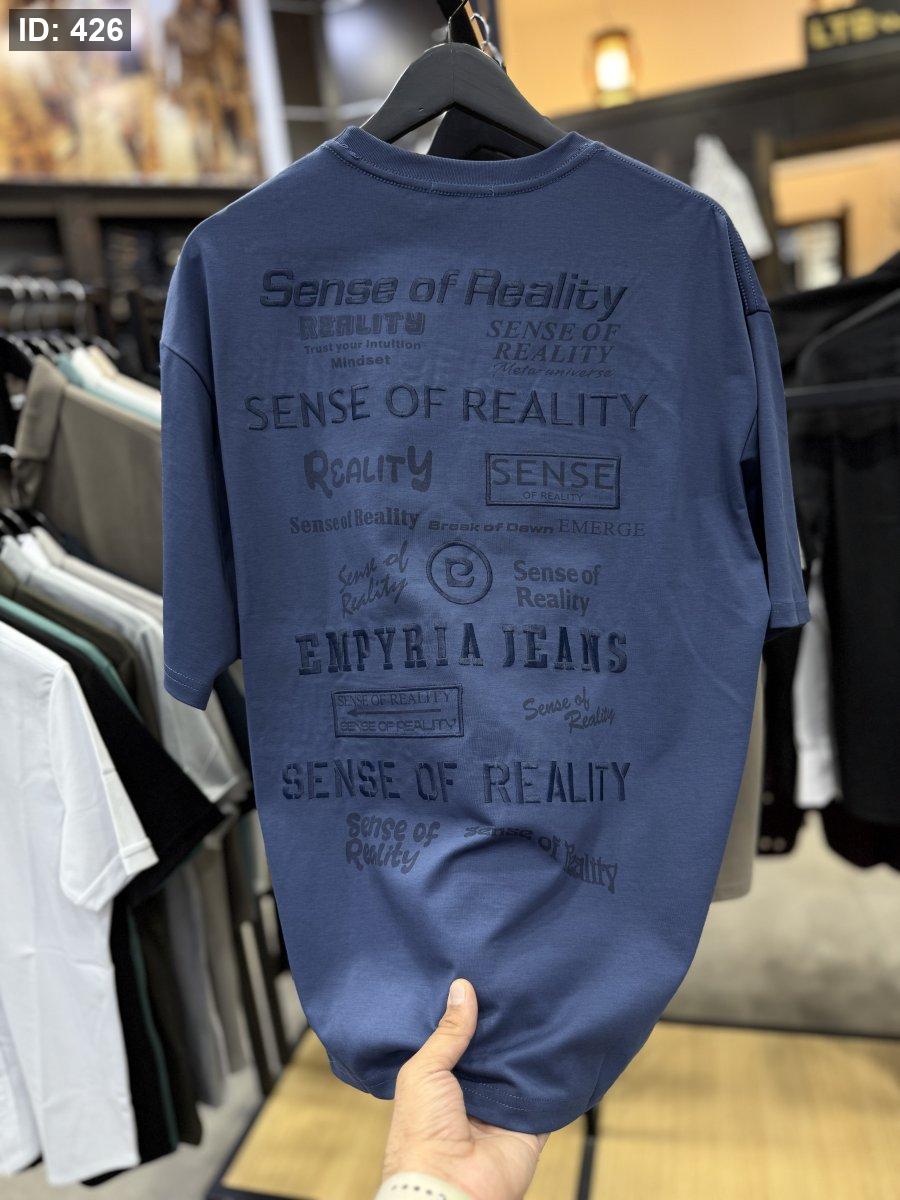 ID: 426
LTB
Sense of Reality
REALITY
Trust your Intuition
Mindset
SENSE OF
REALITY
Meta-universe
SENSE OF REALITY
REALITY
SENSE
OF REALITY
Sense of Reality
Break of Dawn
EMERGE
Sense of
Reality
Sense of
Reality
EMPYRIA JEANS
SENSE OF REALITY
SENSE OF REALITY
Sense of
Reality
SENSE OF REALITY
Sense of
Reality
Sense of Reality